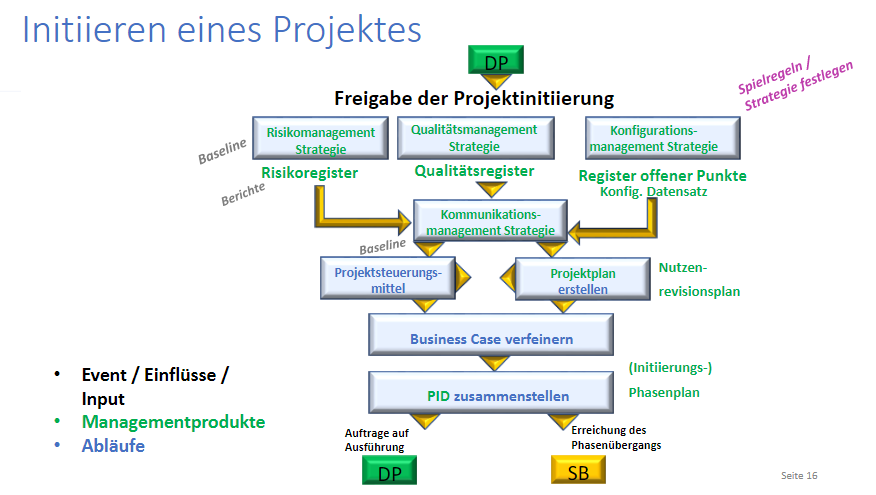 Initiieren eines Projektes
DP
Spielregeln /
Strategie festlegen
Freigabe der Projektinitiierung
Baseline
Risikomanagement
Strategie
Qualitätsmanagement
Strategie
Konfigurations-
management Strategie
Berichte
Risikoregister
Qualitätsregister
Register offener Punkte
Konfig. Datensatz
Kommunikations-
management Strategie
Baseline
Projektsteuerungs-
mittel
Projektplan
erstellen
Nutzen-
revisionsplan
Business Case verfeinern
PID zusammenstellen
(Initiierungs-)
Phasenplan
• Event / Einflüsse /
Input
• Managementprodukte
• Abläufe
Auftrage auf
Ausführung
DP
Erreichung des
Phasenübergangs
SB
Seite 16